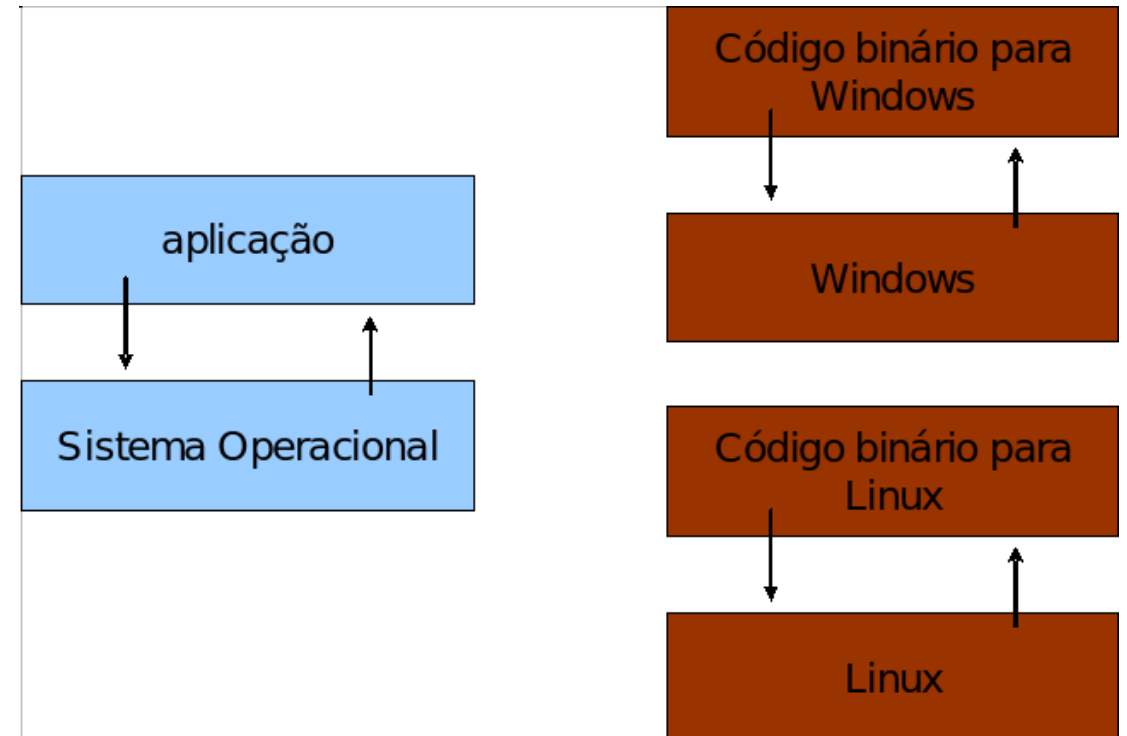 aplicação
Sistema Operacional
Código binário para
Windows
Windows
Código binário para
Linux
Linux